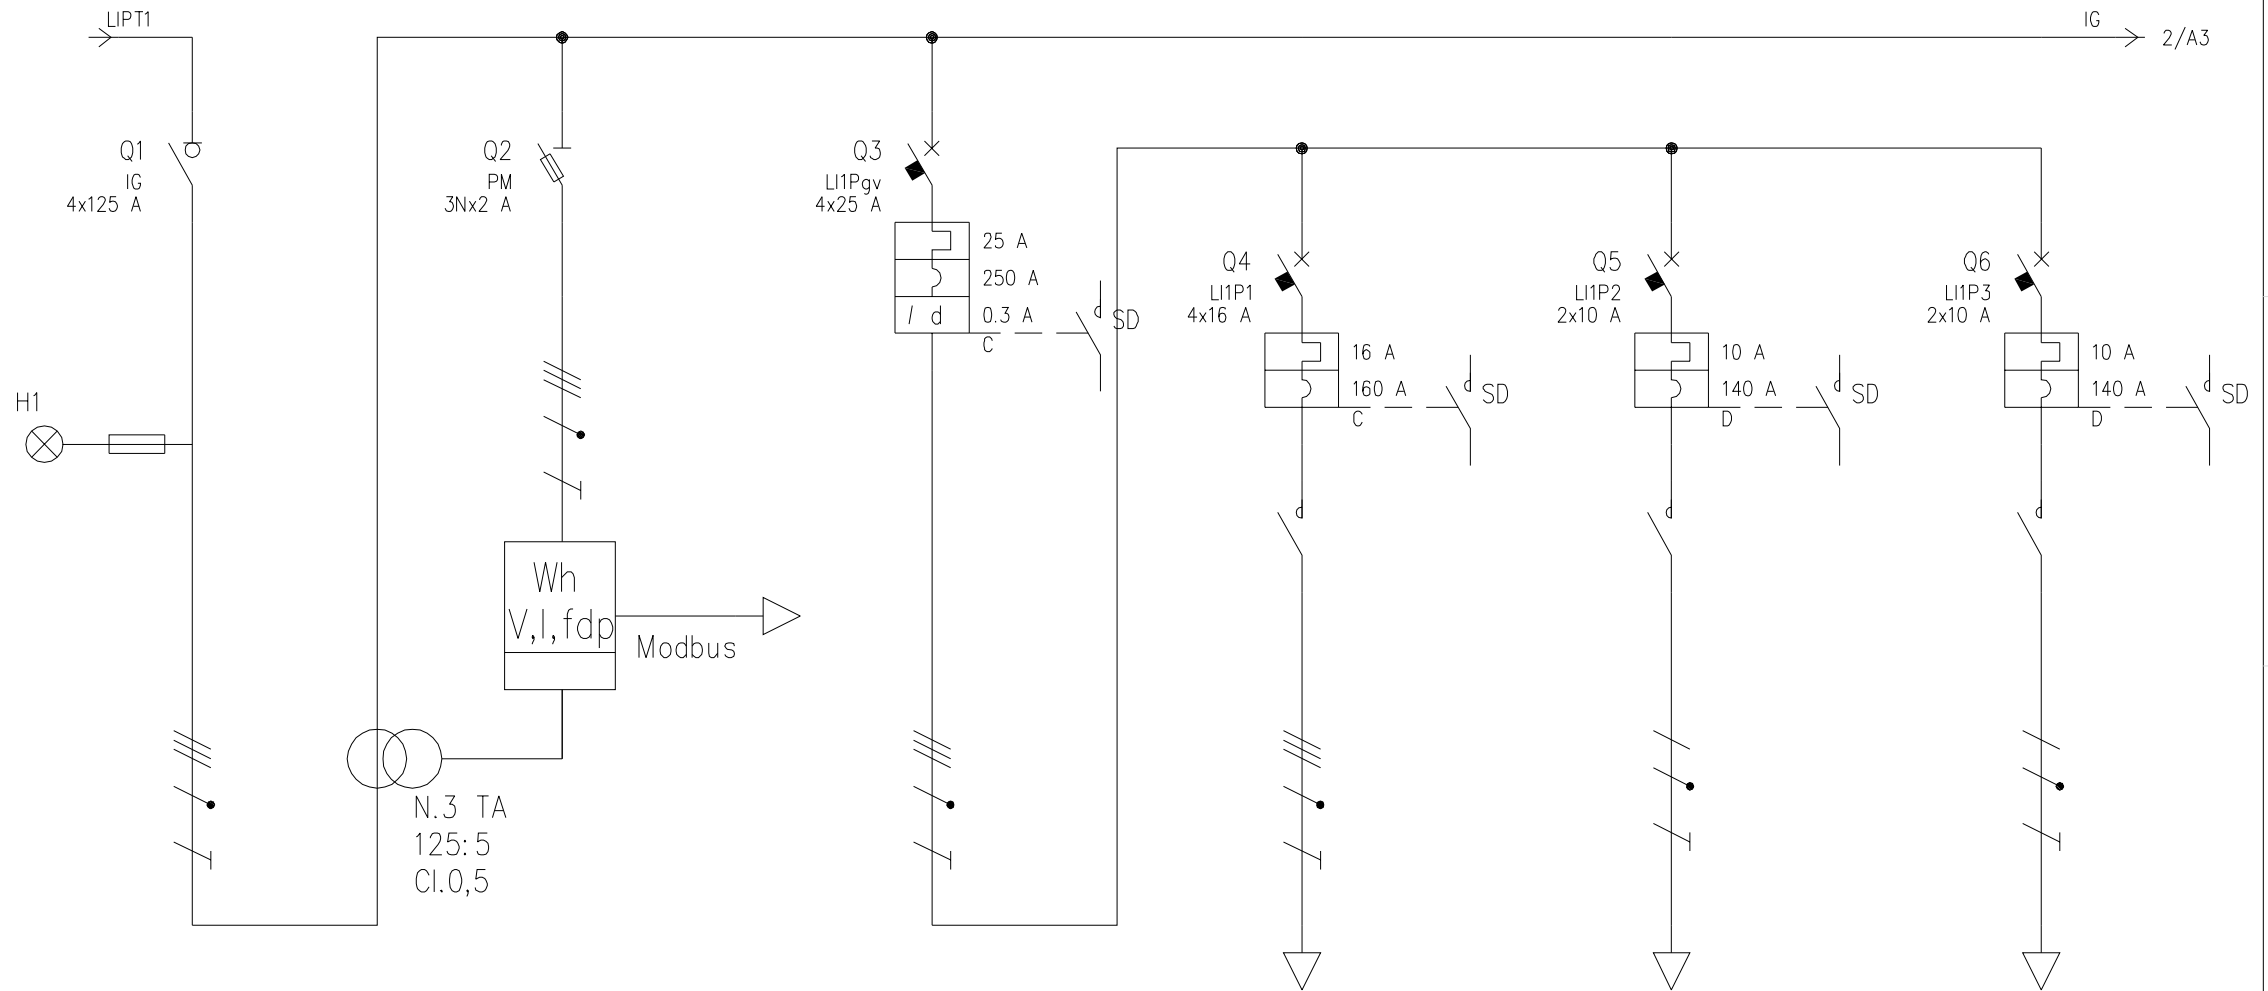 LIPT1
IG
2/A3
Q1
IG
4x125 A
Q2
PM
3Nx2 A
Q3
LI1Pgv
4x25 A
25 A
250 A
I d
0.3 A
C
SD
Q4
LI1P1
4x16 A
16 A
160 A
C
SD
Q5
LI1P2
2x10 A
10 A
140 A
D
SD
Q6
LI1P3
2x10 A
10 A
140 A
D
SD
H1
Wh
V,I,fdp
Modbus
N.3 TA
125:5
Cl.0,5